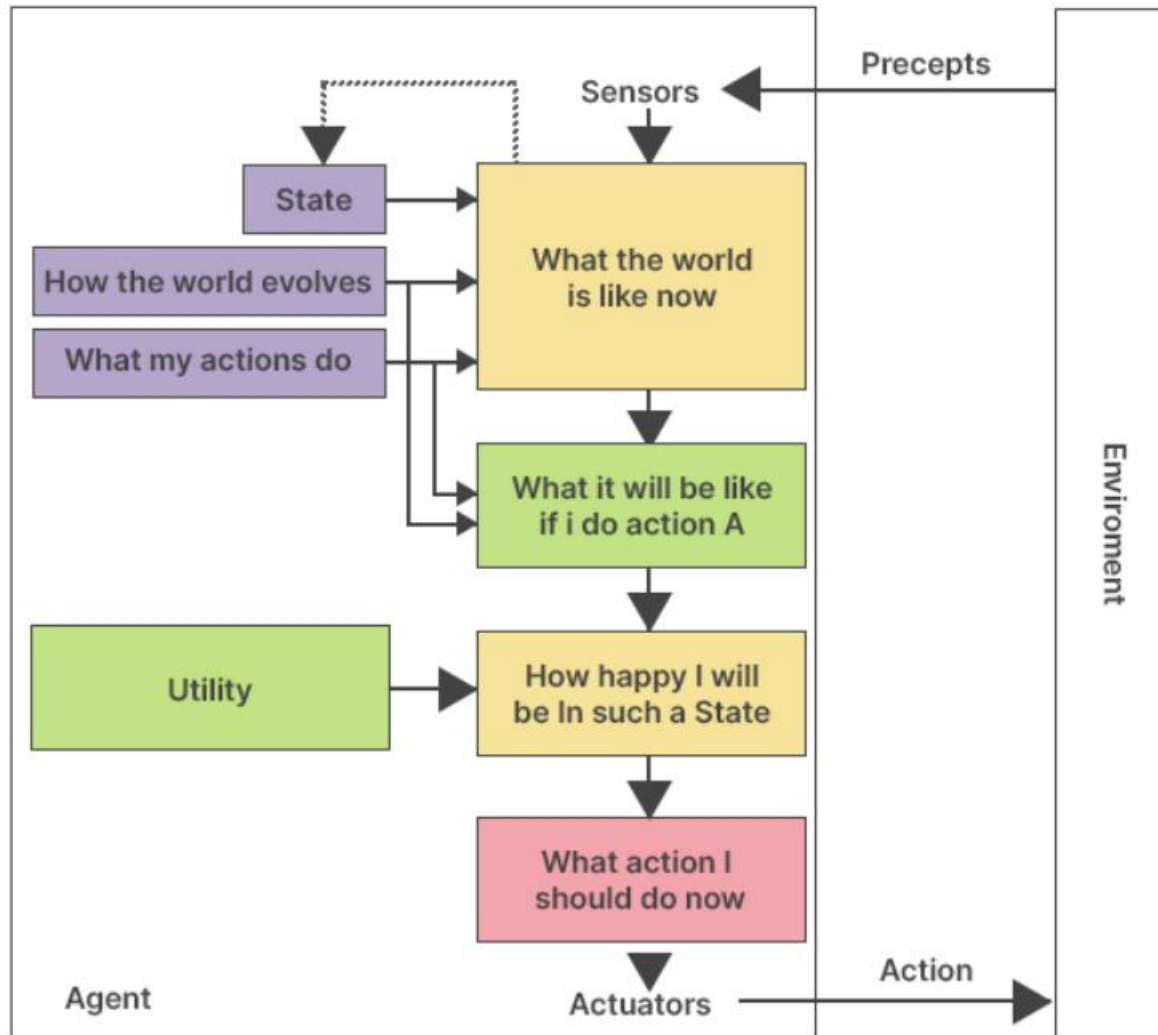 Precepts
Sensors
State
What the world
is like now
How the world evolves
What my actions do
What it will be like
if i do action A
Utility
How happy I will
be In such a State
What action I
should do now
Agent
Actuators
Action
Enviroment